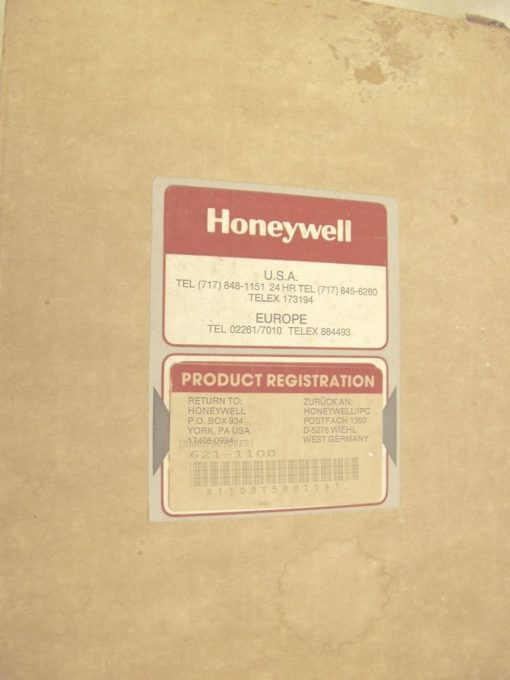 Honeywell
U.S.A.
TEL (717) 848-1151 24 HR TEL (717) 845-6280
TELEX 173194
EUROPE
TEL 02261/7010 TELEX 884493
PRODUCT REGISTRATION
RETURN TO:
HONEYWELL
P.O. BOX 934
YORK, PA USA
17405 0934
ZURÜCK AN:
HONEYWELL/IPC
POSTFACH 1360
D-5276 WIEHL
WEST GERMANY
621-1100